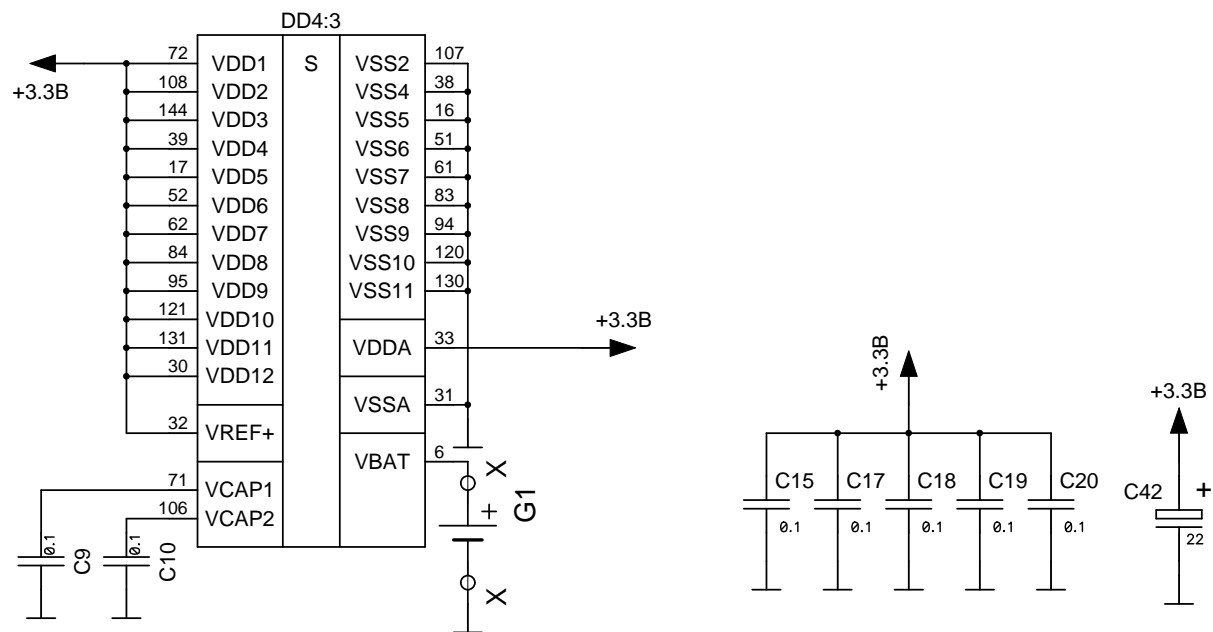 DD4:3
72 VDD1 S VSS2 107
+3.3В
108 VDD2 VSS4 38
144 VDD3 VSS5 16
39 VDD4 VSS6 51
17 VDD5 VSS7 61
52 VDD6 VSS8 83
62 VDD7 VSS9 94
84 VDD8 VSS10 120
95 VDD9 VSS11 130
121 VDD10
131 VDD11 VDDA 33 +3.3В
30 VDD12
VSSA 31
32 VREF+
VBAT 6
X
71 VCAP1
106 VCAP2
+
G1
X
0.1
C9
0.1
C10
+3.3В
C15 C17 C18 C19 C20
0.1 0.1 0.1 0.1 0.1
+3.3В
C42 +
22